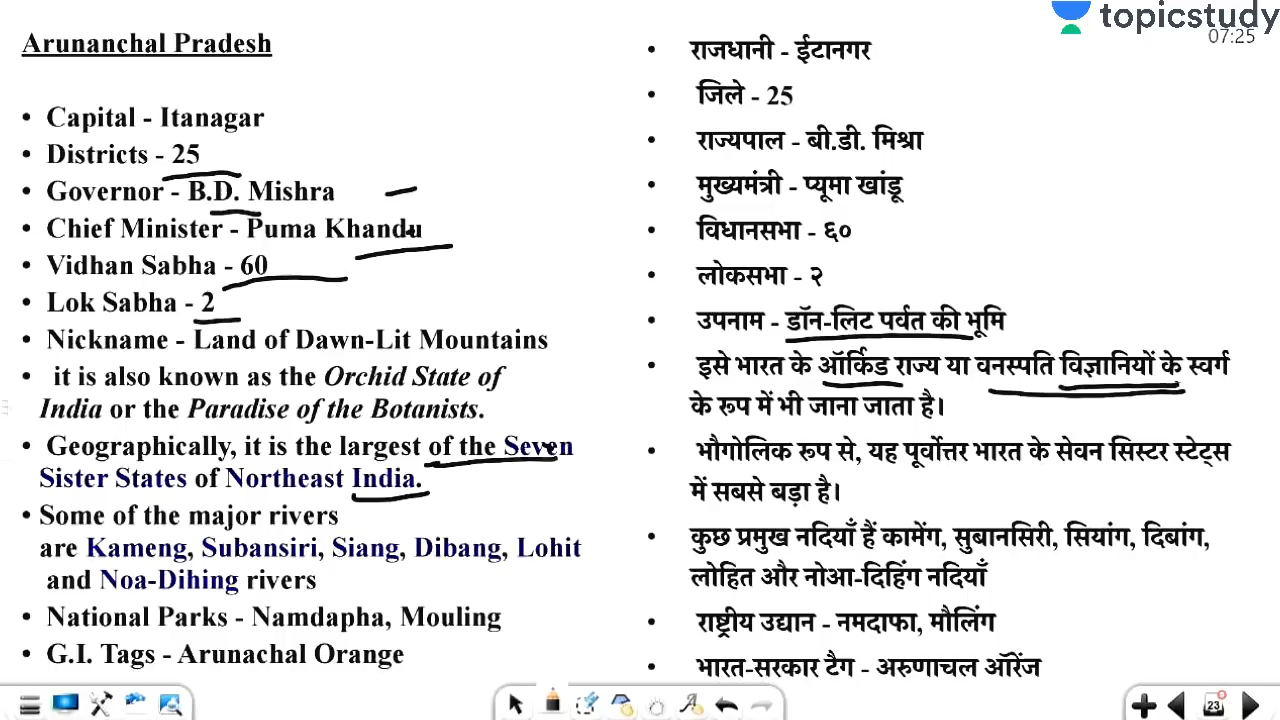 topicstudy
07:25
Arunanchal Pradesh
• Capital - Itanagar
• Districts - 25
• Governor - B.D. Mishra
• Chief Minister - Puma Khandu
• Vidhan Sabha - 60
• Lok Sabha - 2
• Nickname - Land of Dawn-Lit Mountains
• it is also known as the Orchid State of
India or the Paradise of the Botanists.
• Geographically, it is the largest of the Seven
Sister States of Northeast India.
• Some of the major rivers
are Kameng, Subansiri, Siang, Dibang, Lohit
and Noa-Dihing rivers
• National Parks - Namdapha, Mouling
• G.I. Tags - Arunachal Orange
• राजधानी - ईटानगर
• जिले - 25
• राज्यपाल - बी.डी. मिश्रा
• मुख्यमंत्री - प्यूमा खांडू
• विधानसभा - ६०
• लोकसभा - २
• उपनाम - डॉन-लिट पर्वत की भूमि
• इसे भारत के ऑर्किड राज्य या वनस्पति विज्ञानियों के स्वर्ग
के रूप में भी जाना जाता है।
• भौगोलिक रूप से, यह पूर्वोत्तर भारत के सेवन सिस्टर स्टेट्स
में सबसे बड़ा है।
• कुछ प्रमुख नदियाँ हैं कामेंग, सुबानसिरी, सियांग, दिबांग,
लोहित और नोआ-दिहिंग नदियाँ
• राष्ट्रीय उद्यान - नमदाफा, मौलिंग
• भारत-सरकार टैग - अरुणाचल ऑरेंज
23